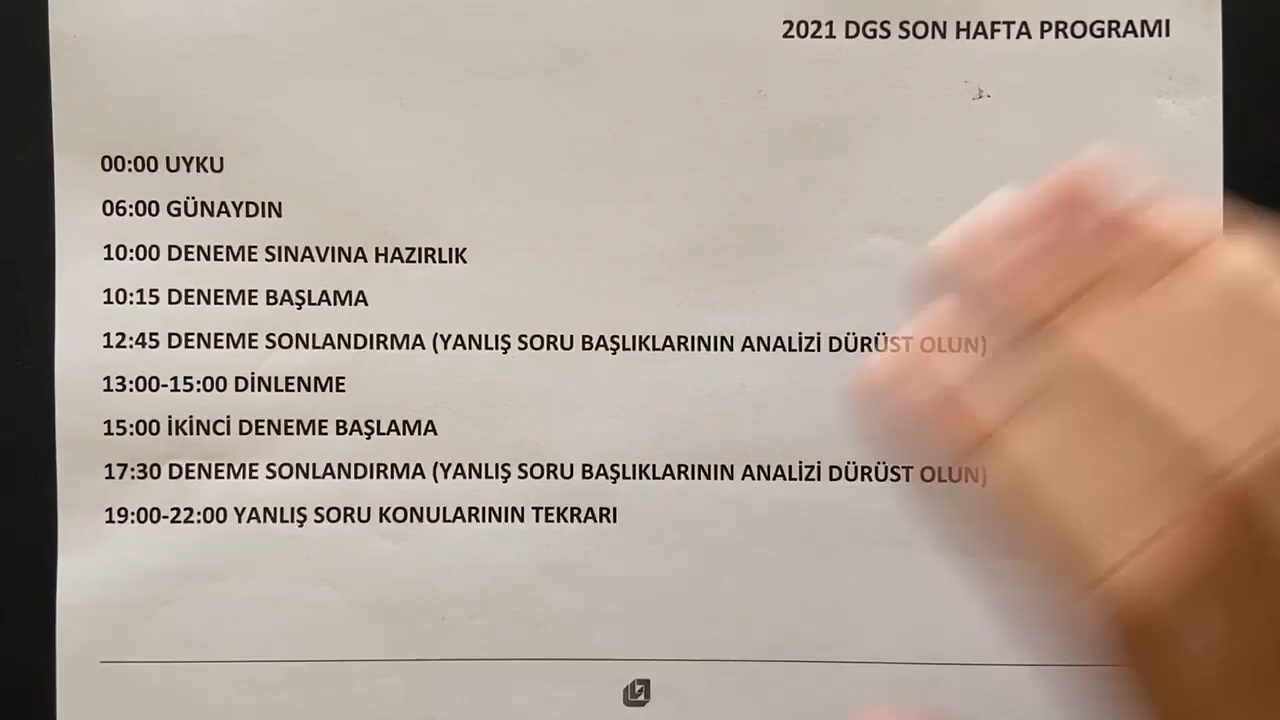 2021 DGS SON HAFTA PROGRAMI
00:00 UYKU
06:00 GÜNAYDIN
10:00 DENEME SINAVINA HAZIRLIK
10:15 DENEME BAŞLAMA
12:45 DENEME SONLANDIRMA (YANLIŞ SORU BAŞLIKLARININ ANALİZİ DÜRÜST OLUN)
13:00-15:00 DİNLENME
15:00 İKİNCİ DENEME BAŞLAMA
17:30 DENEME SONLANDIRMA (YANLIŞ SORU BAŞLIKLARININ ANALİZİ DÜRÜST OLUN)
19:00-22:00 YANLIŞ SORU KONULARININ TEKRARI